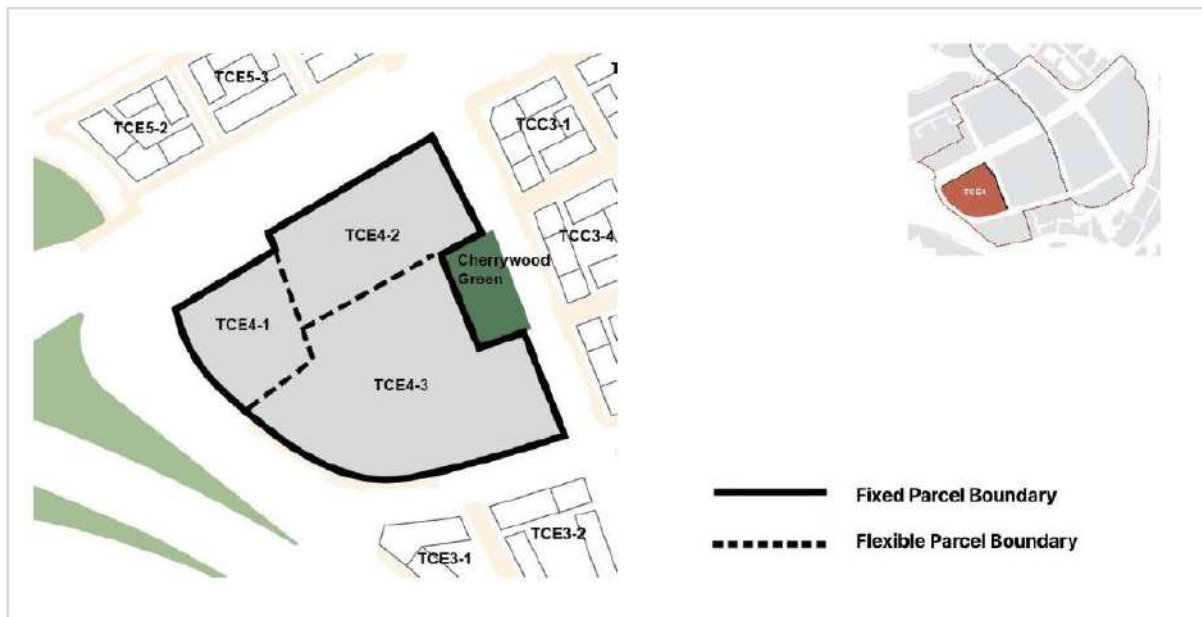 TCE5-3
TCE5-2
TCC3-1
TCE4-2
TCC3-4
Cherrywood
Green
TCE4-1
TCE4-3
TCE3-2
TCE3-1
TCE4
Fixed Parcel Boundary
Flexible Parcel Boundary